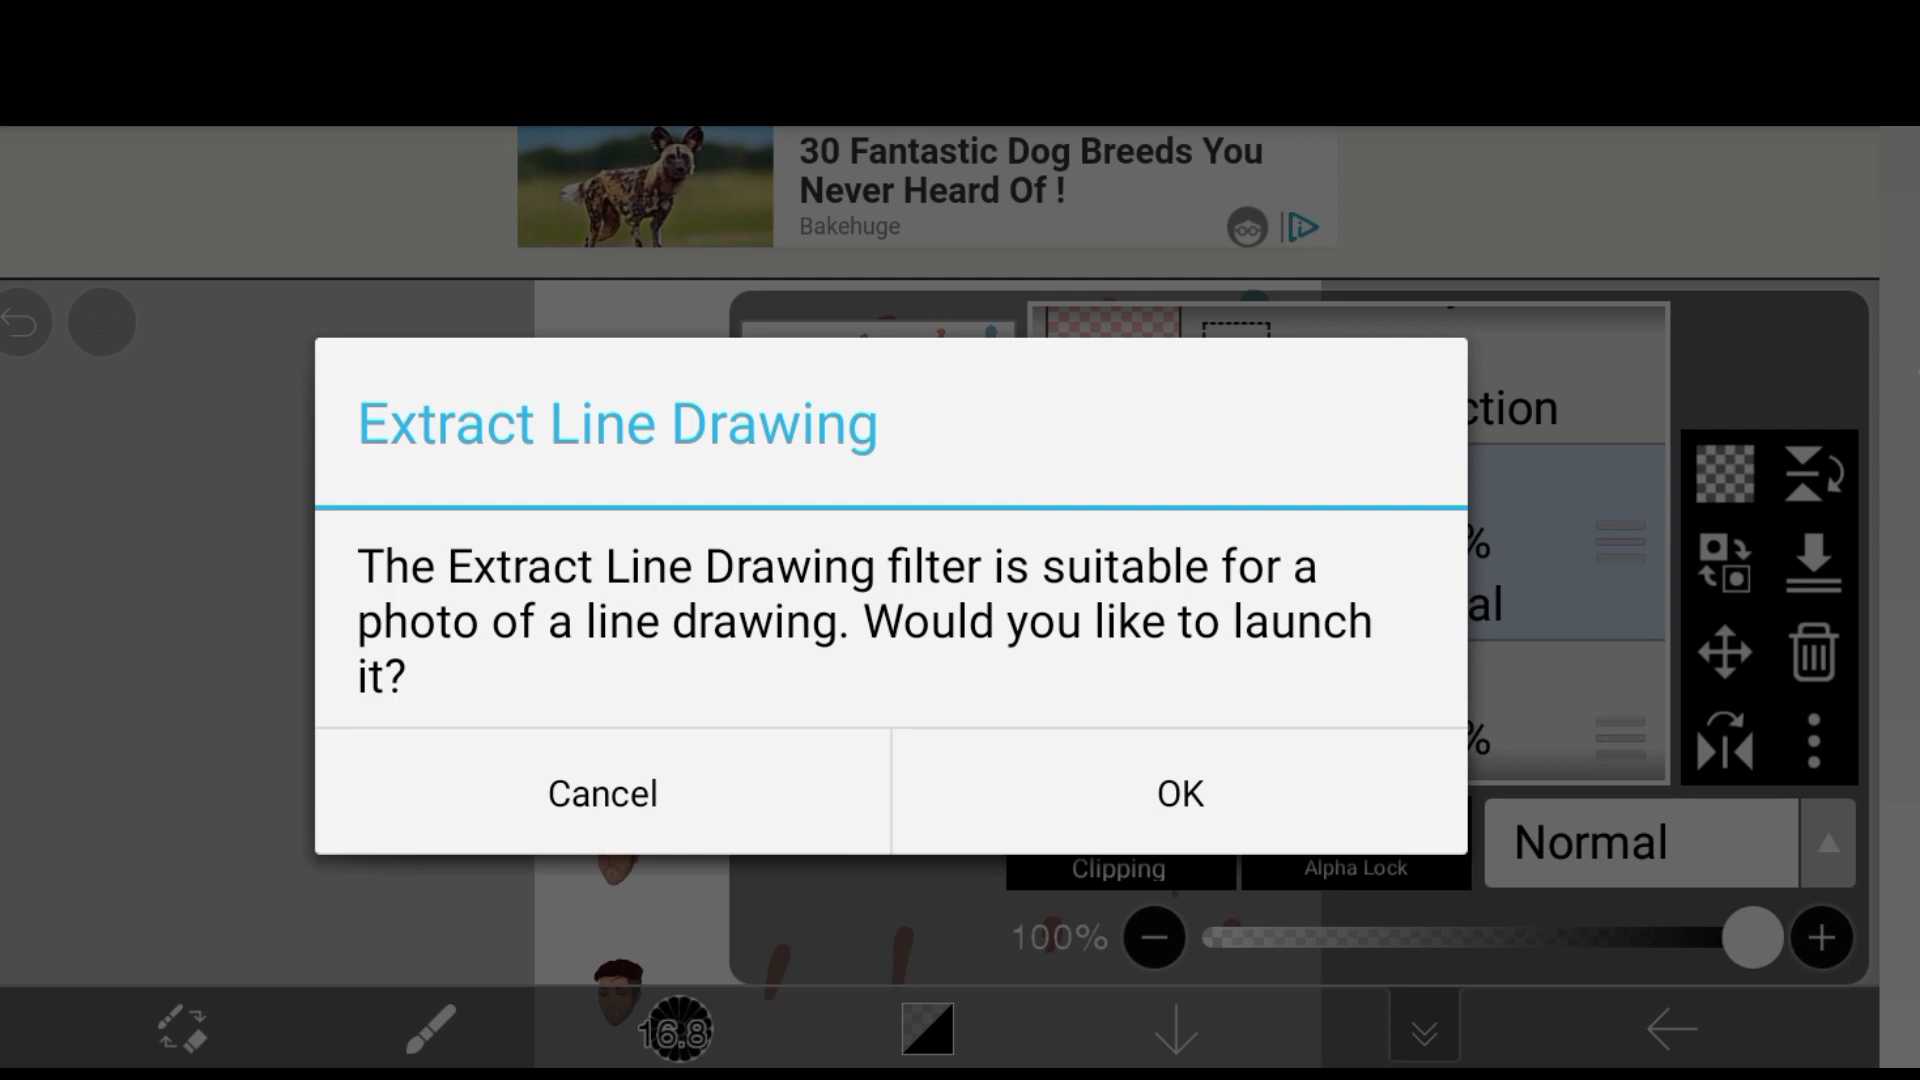 30 Fantastic Dog Breeds You
Never Heard Of !
Bakehuge
ction
Extract Line Drawing
The Extract Line Drawing filter is suitable for a
photo of a line drawing. Would you like to launch
it?
%
al
%
Cancel
OK
Clipping
Alpha Lock
Normal
100%
16.8